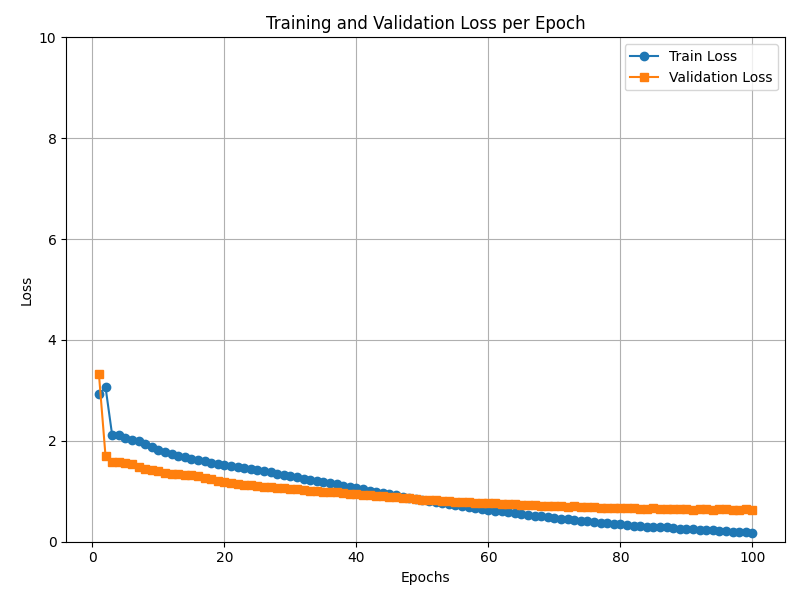 Training and Validation Loss per Epoch
10
8
6
4
2
0
Loss
Train Loss
Validation Loss
0 20 40 60 80 100
Epochs